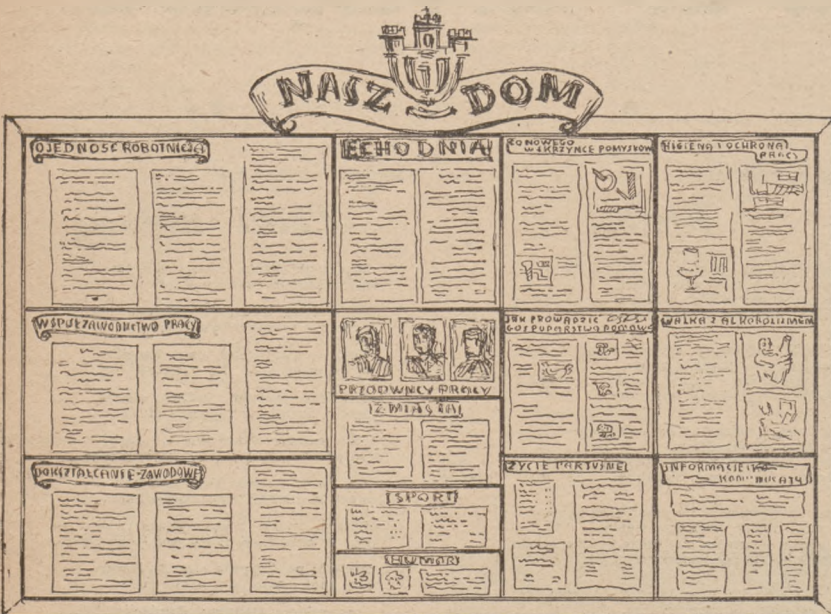 NASZ DOM
O JEDNOŚĆ ROBOTNICZĄ
ECHO DNIA
CO NOWEGO
W SKRZYNCE POMYSŁÓW
HIGIENA I OCHRONA
PRACY
WSPÓŁZAWODNICTWO PRACY
PRZODOWNICY PRACY
Z MIASTA
SPORT
HUMOR
JAK PROWADZIĆ
GOSPODARSTWO DOMOWE
WALKA Z ALKOHOLIZMEM
DOKSZTAŁCANIE ZAWODOWE
ŻYCIE PARTYJNE
INFORMACJE I
KOMUNIKATY